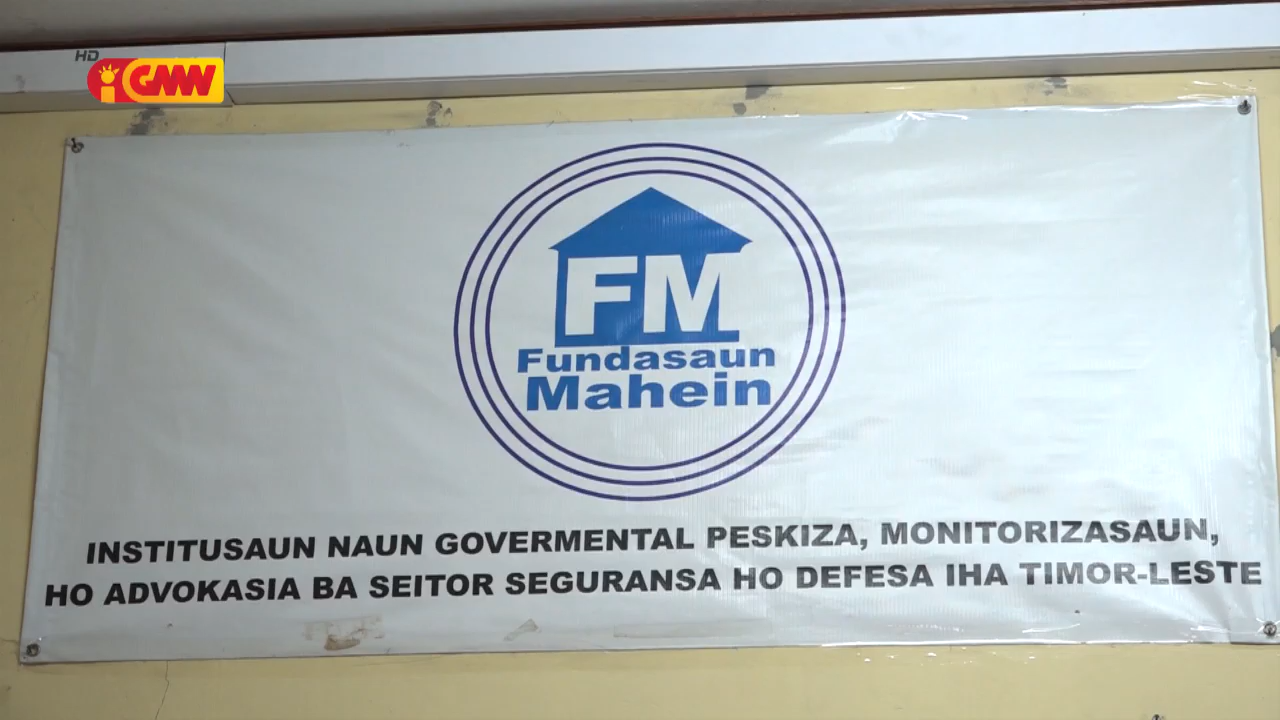 HD
GMN
FM
Fundasaun
Mahein
INSTITUSAUN NAUN GOVERMENTAL PESKIZA, MONITORIZASAUN,
HO ADVOKASIA BA SEITOR SEGURANSA HO DEFESA IHA TIMOR-LESTE